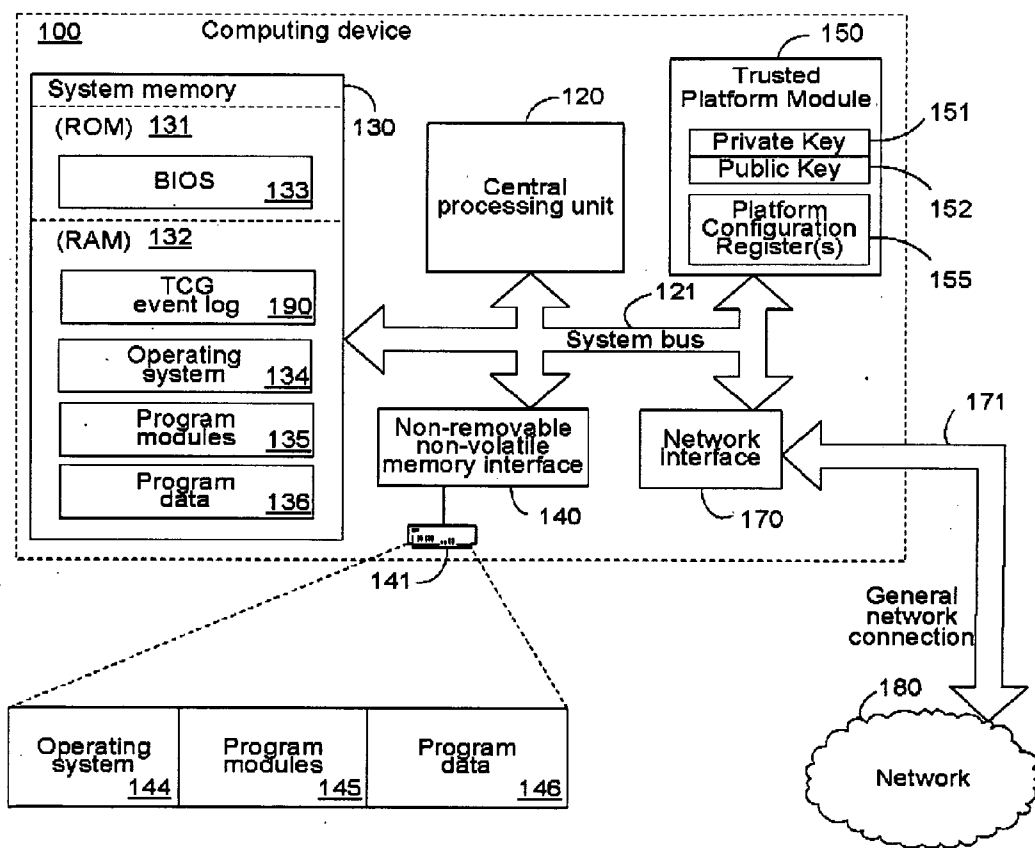 100 Computing device
150
System memory
130
(ROM) 131
BIOS 133
(RAM) 132
TCG
event log 190
Operating
system 134
Program
modules 135
Program
data 136
120
Central
processing unit
Trusted
Platform Module
Private Key
Public Key
Platform
Configuration
Register(s)
151
152
155
121
System bus
Non-removable
non-volatile
memory interface
140
141
Network
Interface
170
171
General
network
connection
180
Network
Operating
system 144
Program
modules 145
Program
data 146